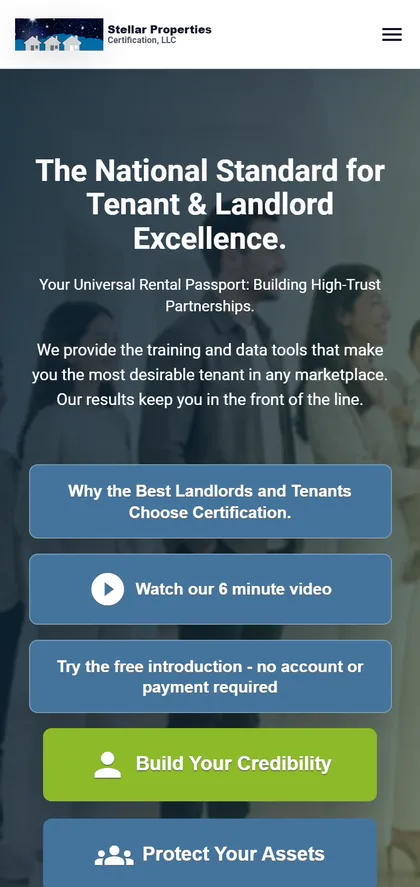 Stellar Properties
Certification, LLC
The National Standard for
Tenant & Landlord
Excellence.
Your Universal Rental Passport: Building High-Trust
Partnerships.
We provide the training and data tools that make
you the most desirable tenant in any marketplace.
Our results keep you in the front of the line.
Why the Best Landlords and Tenants
Choose Certification.
Watch our 6 minute video
Try the free introduction - no account or
payment required
Build Your Credibility
Protect Your Assets